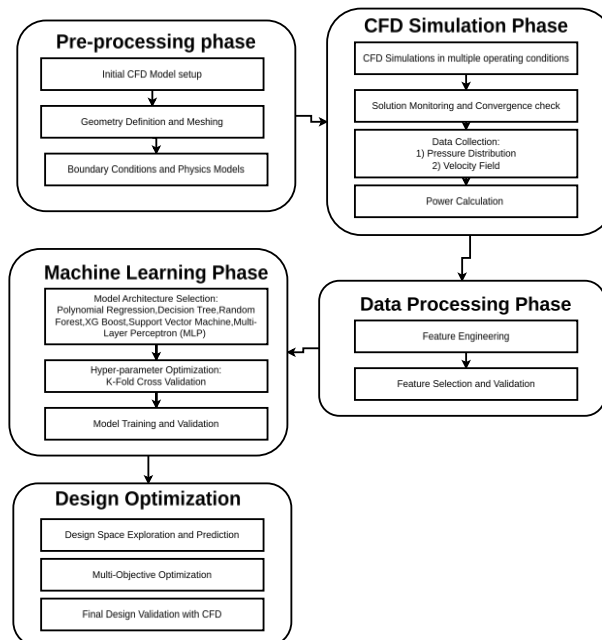 Pre-processing phase
Initial CFD Model setup
Geometry Definition and Meshing
Boundary Conditions and Physics Models
CFD Simulation Phase
CFD Simulations in multiple operating conditions
Solution Monitoring and Convergence check
Data Collection:
1) Pressure Distribution
2) Velocity Field
Power Calculation
Data Processing Phase
Feature Engineering
Feature Selection and Validation
Machine Learning Phase
Model Architecture Selection:
Polynomial Regression,Decision Tree,Random
Forest,XG Boost,Support Vector Machine,Multi-
Layer Perceptron (MLP)
Hyper-parameter Optimization:
K-Fold Cross Validation
Model Training and Validation
Design Optimization
Design Space Exploration and Prediction
Multi-Objective Optimization
Final Design Validation with CFD